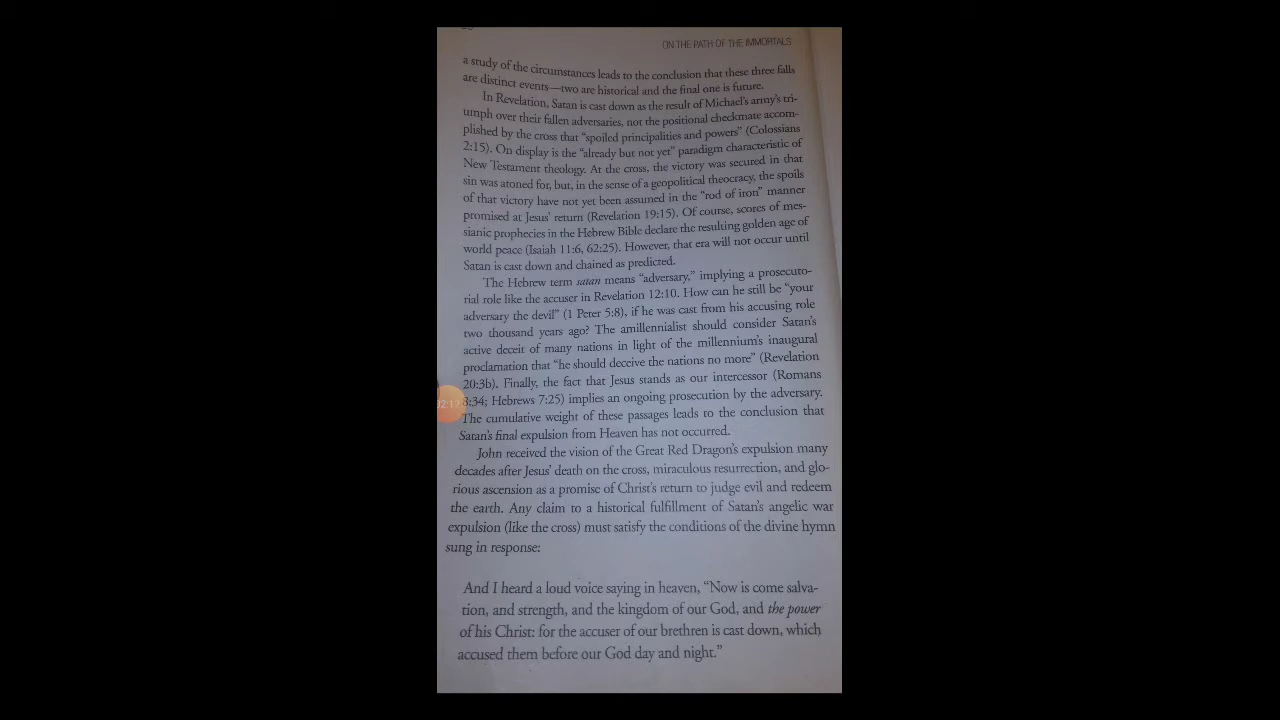 ON THE PATH OF THE IMMORTALS
a study of the circumstances leads to the conclusion that these three falls
are distinct events—two are historical and the final one is future.
In Revelation, Satan is cast down as the result of Michael's army's tri-
umph over their fallen adversaries, not the positional checkmate accom-
plished by the cross that “spoiled principalities and powers” (Colossians
2:15). On display is the “already but not yet” paradigm characteristic of
New Testament theology. At the cross, the victory was secured in that
sin was atoned for, but, in the sense of a geopolitical theocracy, the spoils
of that victory have not yet been assumed in the “rod of iron” manner
promised at Jesus' return (Revelation 19:15). Of course, scores of mes-
sianic prophecies in the Hebrew Bible declare the resulting golden age of
world peace (Isaiah 11:6, 62:25). However, that era will not occur until
Satan is cast down and chained as predicted.
The Hebrew term satan means “adversary,” implying a prosecuto-
rial role like the accuser in Revelation 12:10. How can he still be “your
adversary the devil” (1 Peter 5:8), if he was cast from his accusing role
two thousand years ago? The amillennialist should consider Satan's
active deceit of many nations in light of the millennium's inaugural
proclamation that “he should deceive the nations no more” (Revelation
20:3b). Finally, the fact that Jesus stands as our intercessor (Romans
8:34; Hebrews 7:25) implies an ongoing prosecution by the adversary.
The cumulative weight of these passages leads to the conclusion that
Satan's final expulsion from Heaven has not occurred.
John received the vision of the Great Red Dragon's expulsion many
decades after Jesus' death on the cross, miraculous resurrection, and glo-
rious ascension as a promise of Christ's return to judge evil and redeem
the earth. Any claim to a historical fulfillment of Satan's angelic war
expulsion (like the cross) must satisfy the conditions of the divine hymn
sung in response:
And I heard a loud voice saying in heaven, “Now is come salva-
tion, and strength, and the kingdom of our God, and the power
of his Christ: for the accuser of our brethren is cast down, which
accused them before our God day and night.”